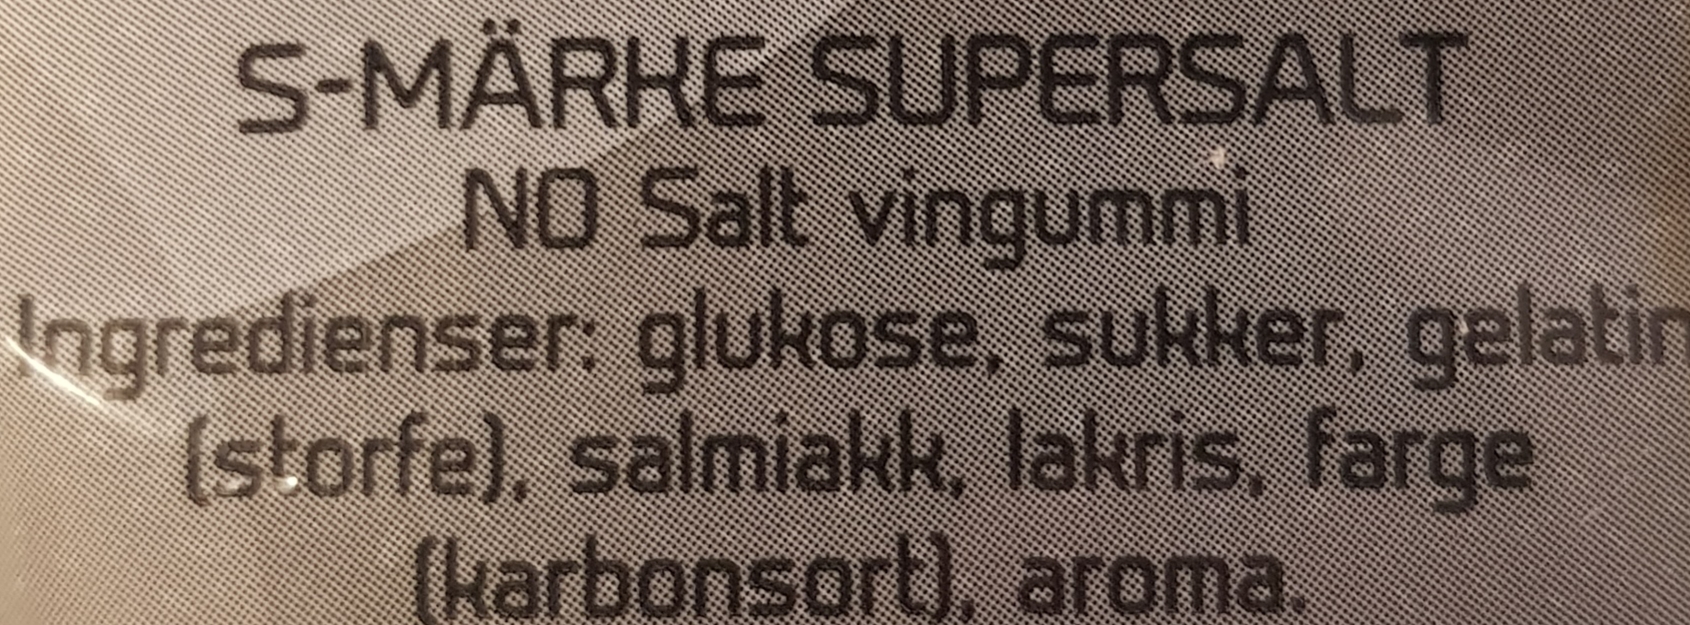 S-MÄRKE SUPERSALT
NO Salt vingummi
Ingredienser: glukose, sukker, gelatin
(storfe), salmiakk, lakris, farge
(karbonsort), aroma.